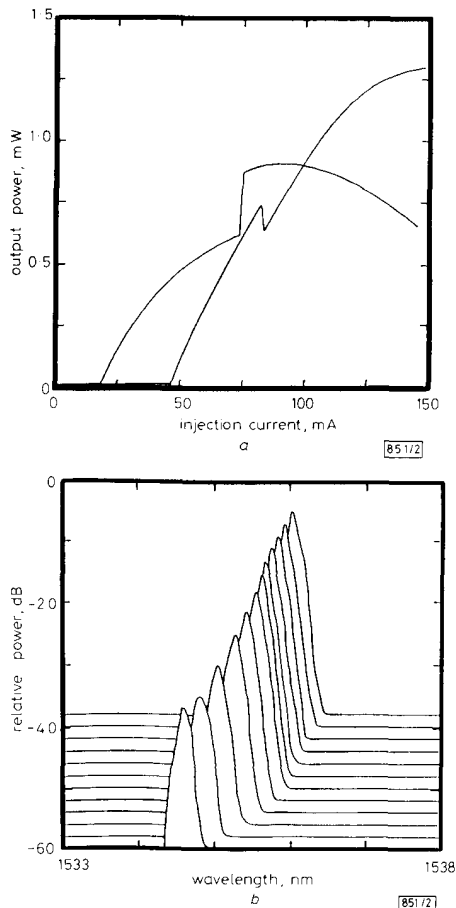 1·5
1·0
0·5
0
output power, mW
0 50 100 150
injection current, mA
a
851/2
0
-20
-40
-60
relative power, dB
1533 1538
wavelength, nm
b
851/2